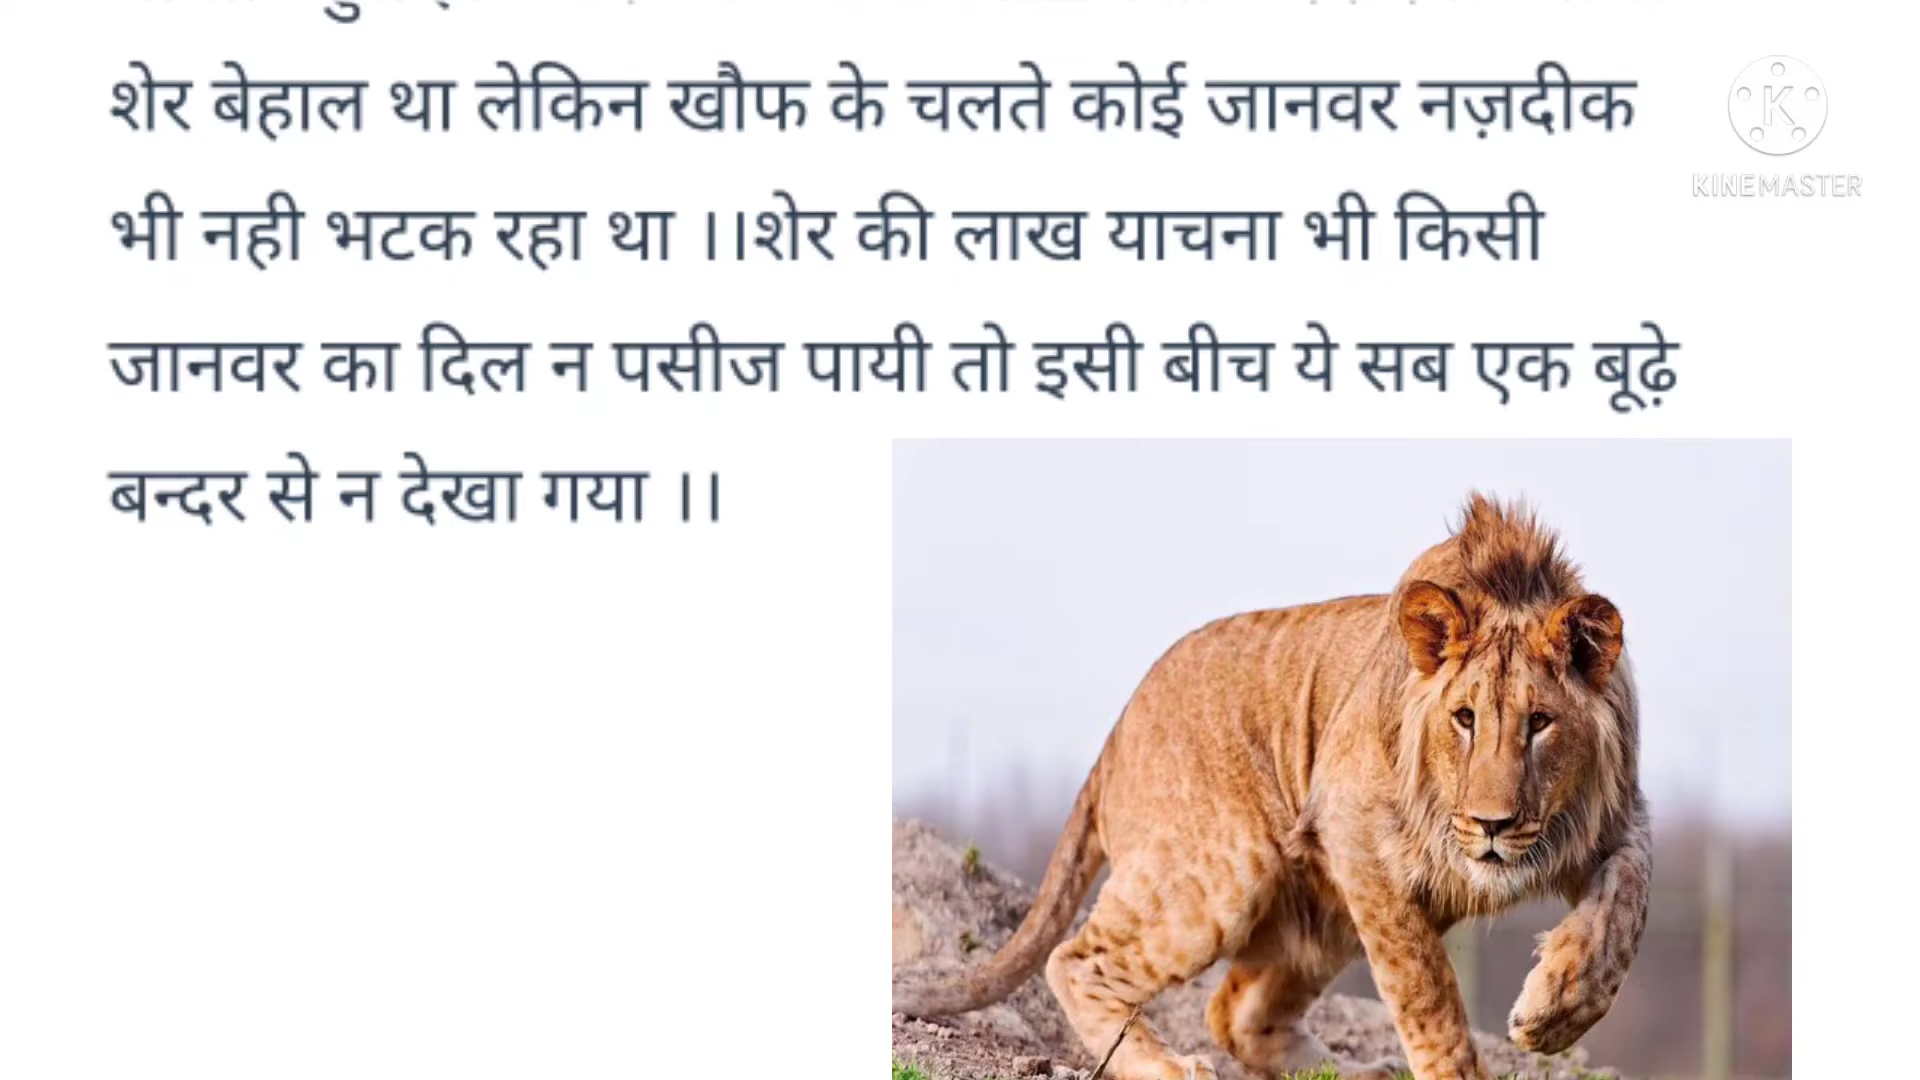 शेर बेहाल था लेकिन खौफ के चलते कोई जानवर नज़दीक
भी नही भटक रहा था ।।शेर की लाख याचना भी किसी
जानवर का दिल न पसीज पायी तो इसी बीच ये सब एक बूढ़े
बन्दर से न देखा गया ।।
K
KINEMASTER